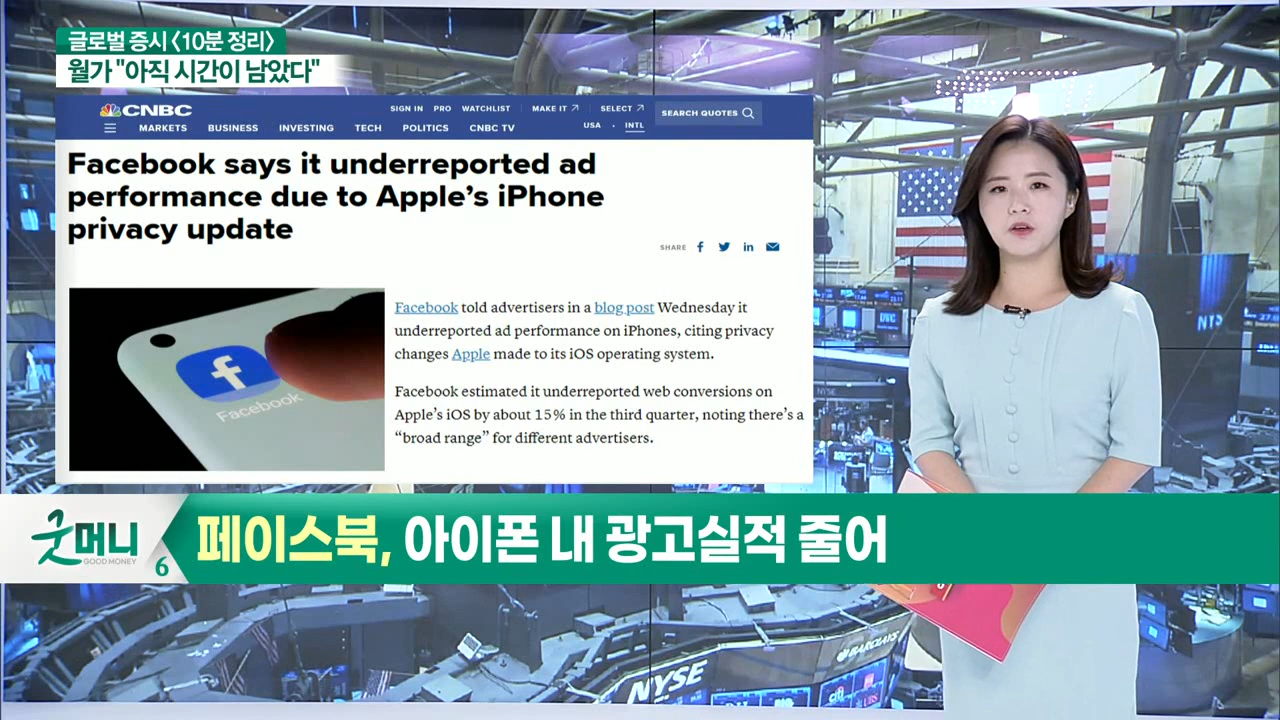 글로벌 증시 <10분 정리>
월가 "아직 시간이 남았다"
CNBC
SIGN IN PRO WATCHLIST MAKE IT SELECT
SEARCH QUOTES
MARKETS BUSINESS INVESTING TECH POLITICS CNBC TV
USA · INTL
Facebook says it underreported ad
performance due to Apple's iPhone
privacy update
SHARE
Facebook
Facebook told advertisers in a blog post Wednesday it
underreported ad performance on iPhones, citing privacy
changes Apple made to its iOS operating system.
Facebook estimated it underreported web conversions on
Apple's iOS by about 15% in the third quarter, noting there's a
“broad range” for different advertisers.
굿머니
GOOD MONEY
6
페이스북, 아이폰 내 광고실적 줄어
NYSE
BARCLAYS
citi
UBS
NYS